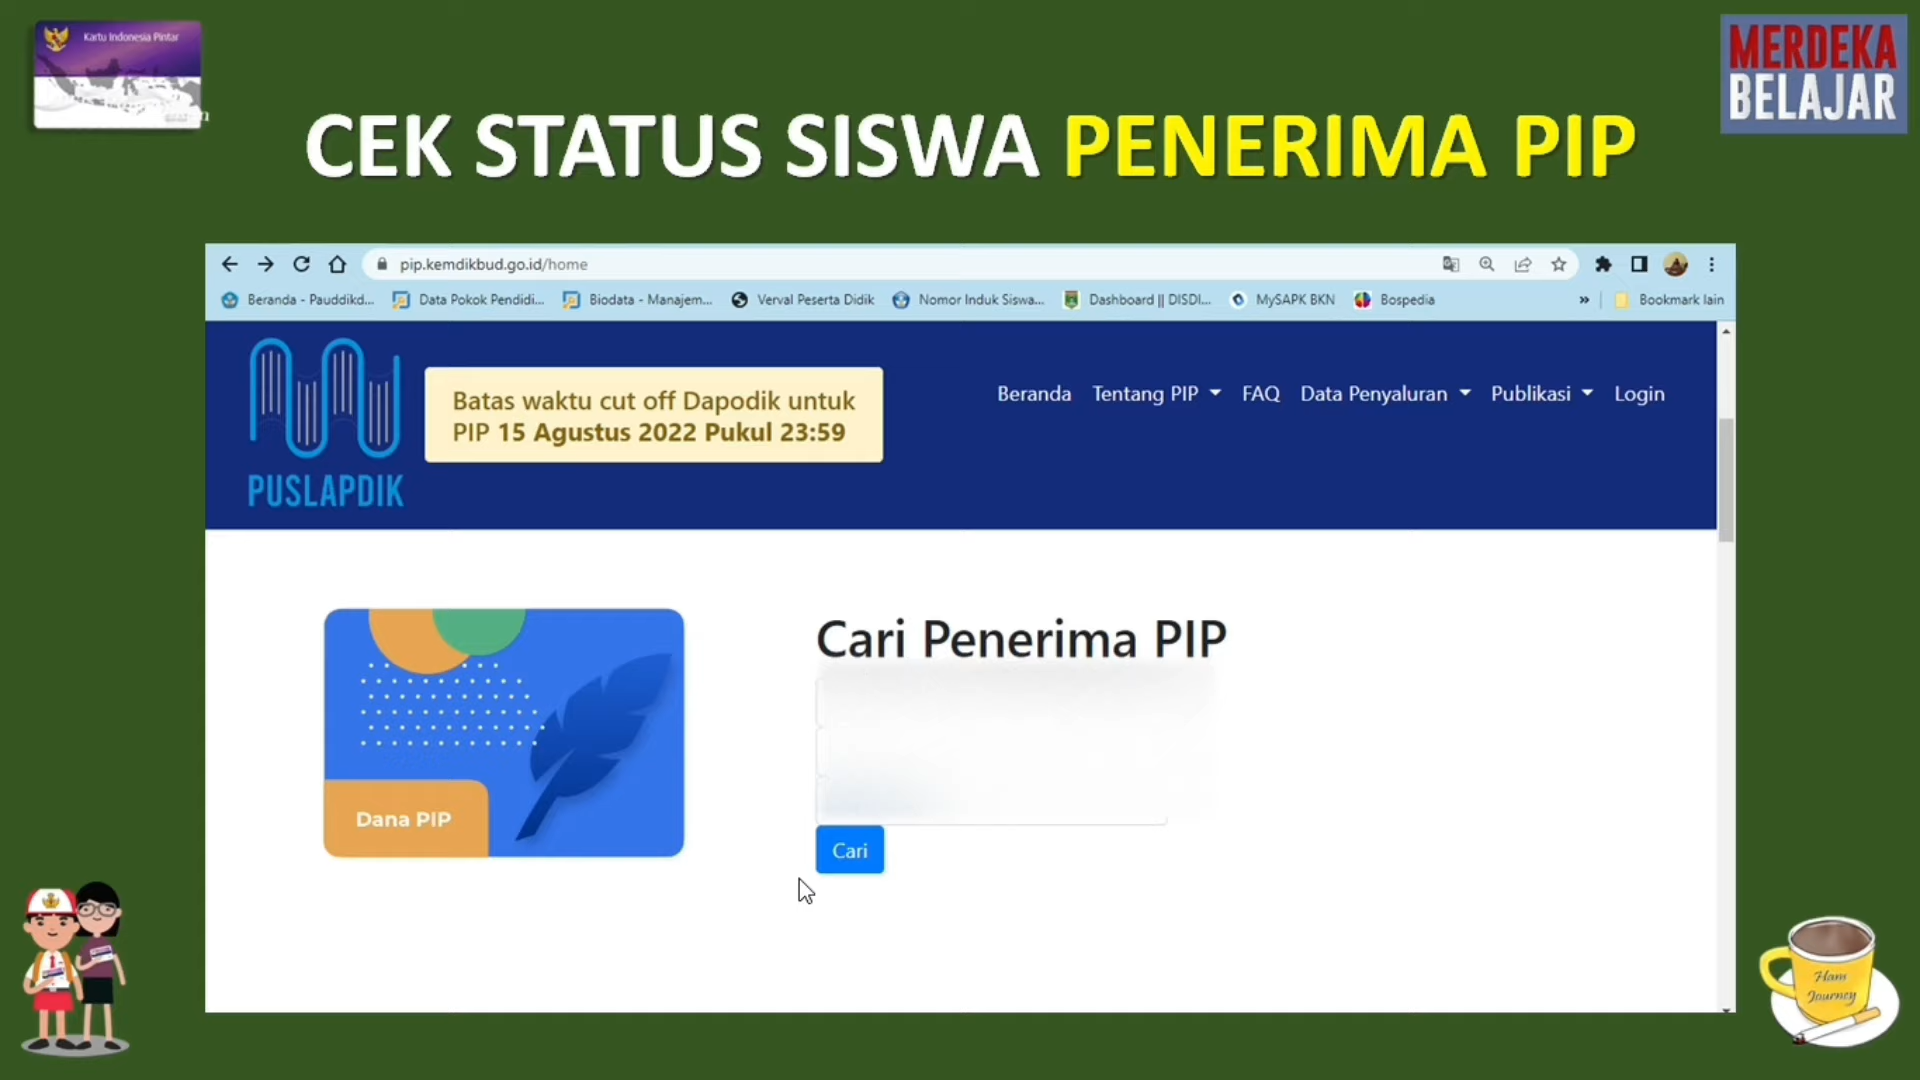 Kartu Indonesia Pintar
MERDEKA
BELAJAR
CEK STATUS SISWA PENERIMA PIP
pip.kemdikbud.go.id/home
Beranda - Pauddikd...
Data Pokok Pendidi...
Biodata - Manajem...
Verval Peserta Didik
Nomor Induk Siswa...
Dashboard || DISDI...
MySAPK BKN
Bospedia
»
Bookmark lain
PUSLAPDIK
Batas waktu cut off Dapodik untuk
PIP 15 Agustus 2022 Pukul 23:59
Beranda Tentang PIP FAQ Data Penyaluran Publikasi Login
Dana PIP
Cari Penerima PIP
Cari
Hans
Journey